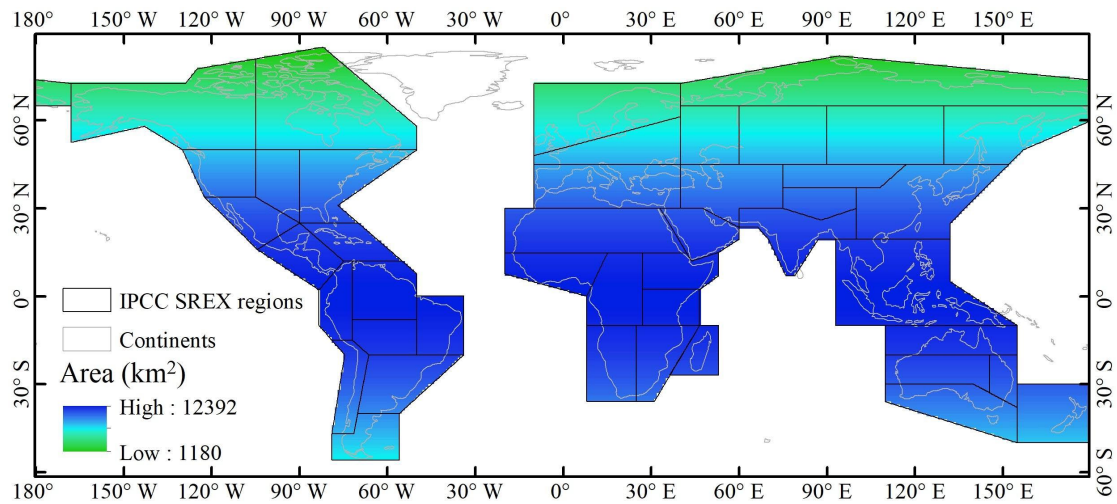 150° W 120° W 90° W 60° W 30° W 0° 30° E 60° E 90° E 120° E 150° E
60° N 60° N
30° N 30° N
0° 0°
30° S 30° S
60° S
IPCC SREX regions
Continents
Area (km²)
High : 12392
Low : 1180
180° 150° W 120° W 90° W 60° W 30° W 0° 30° E 60° E 90° E 120° E 150° E 180°